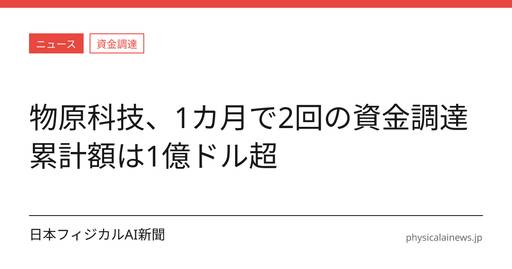 ニュース 資金調達
物原科技、1カ月で2回の資金調達
累計額は1億ドル超
日本フィジカルAI新聞
physicalainews.jp